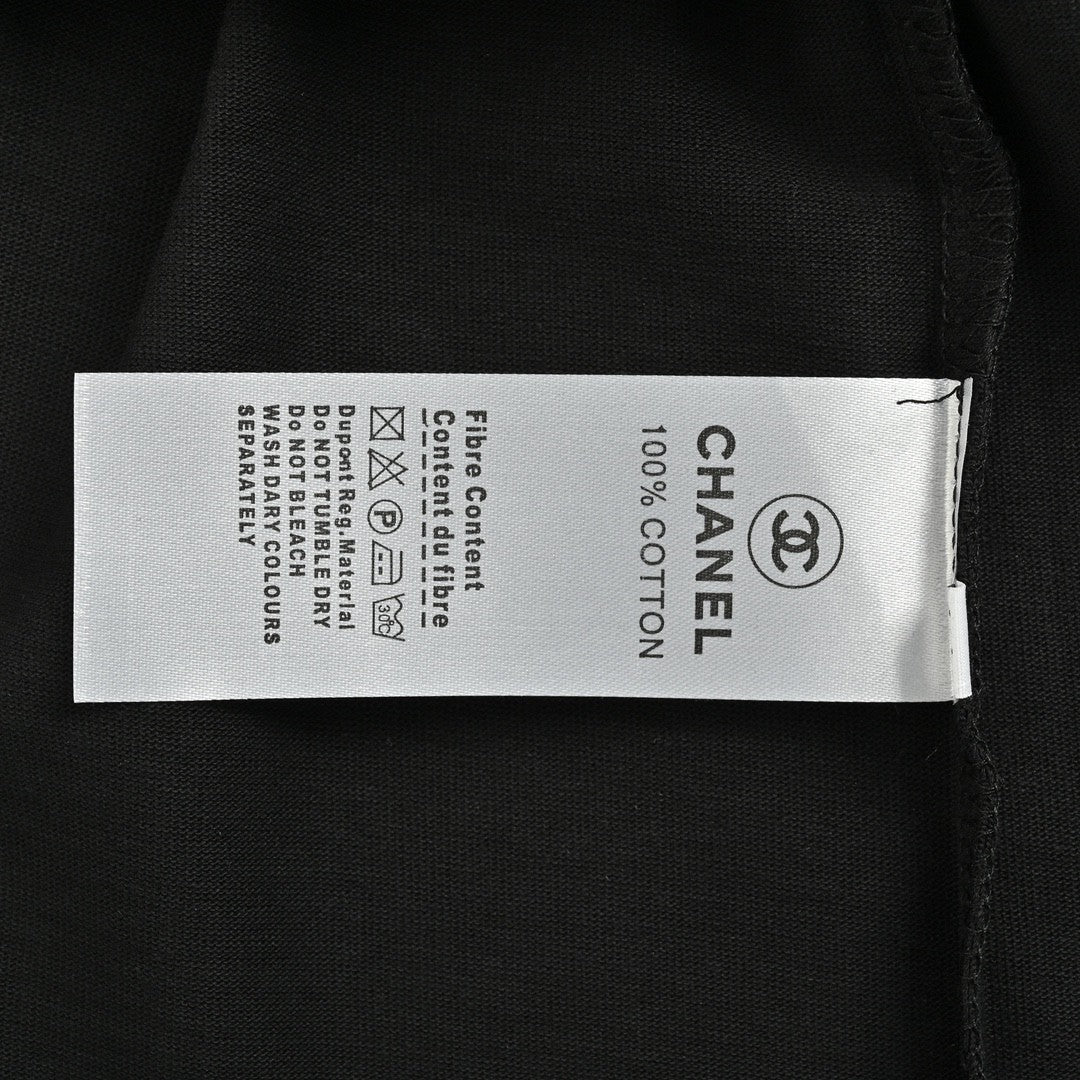 CHANEL
100% COTTON
Fibre Content
Content du fibre
P
30C
Dupont Reg.Material
Do NOT TUMBLE DRY
Do NOT BLEACH
WASH DARY COLOURS
SEPARATELY